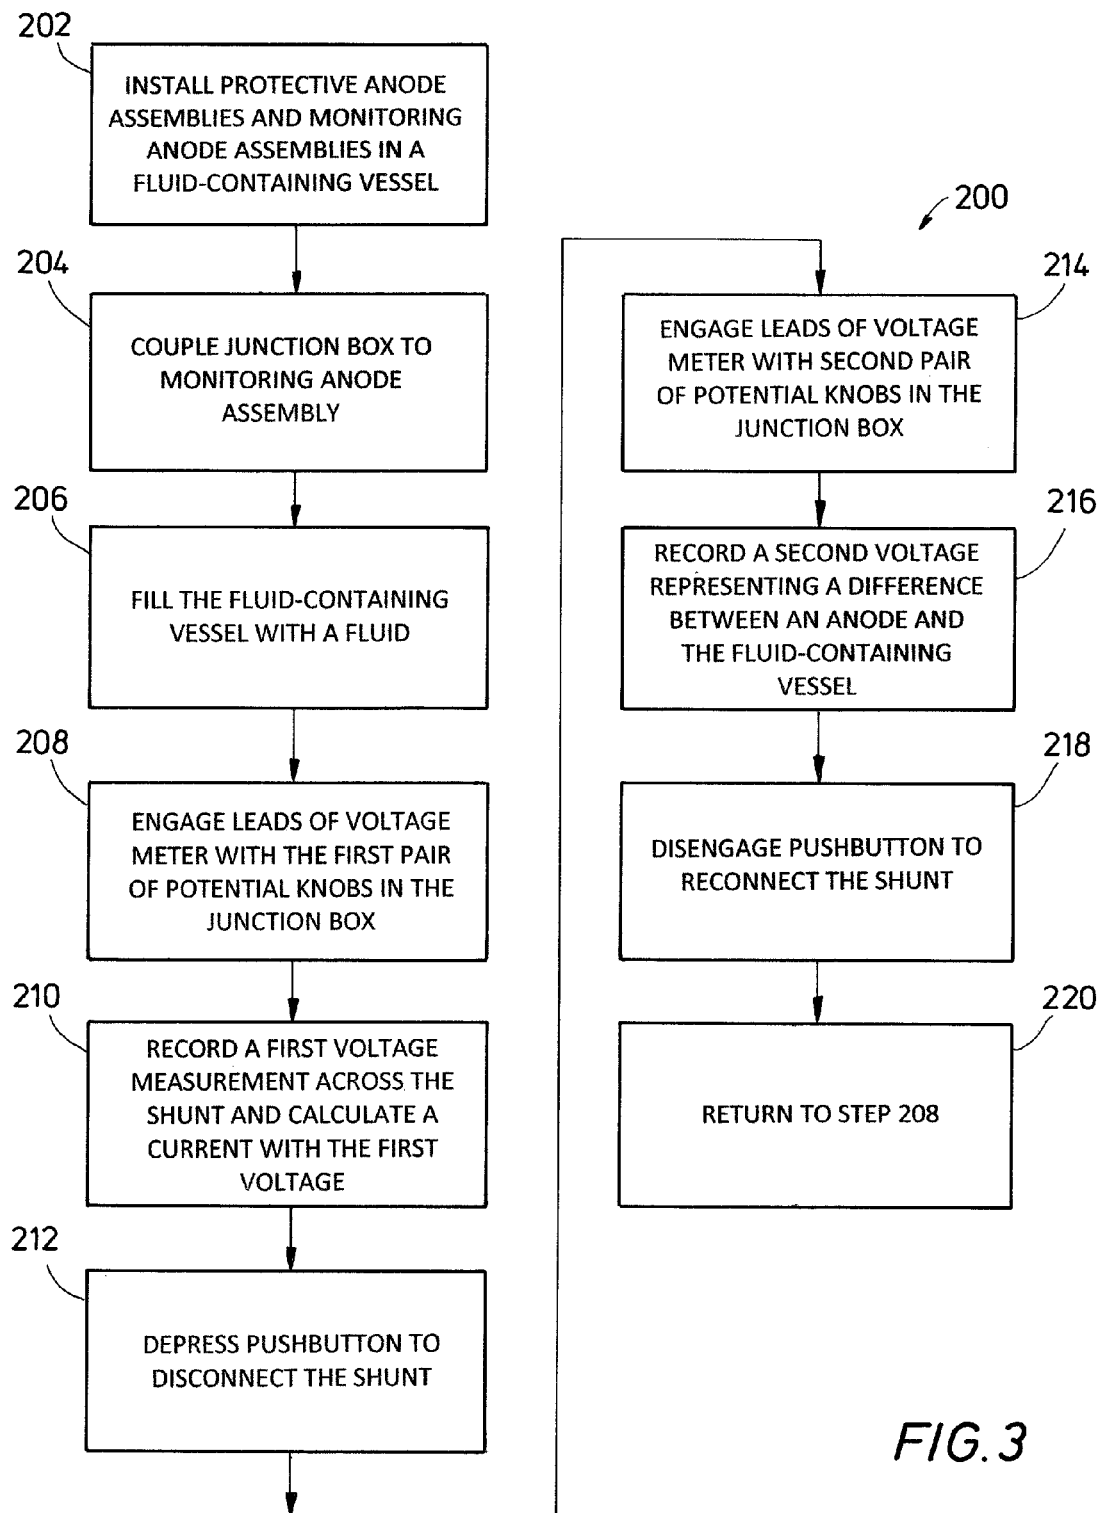 202
INSTALL PROTECTIVE ANODE
ASSEMBLIES AND MONITORING
ANODE ASSEMBLIES IN A
FLUID-CONTAINING VESSEL
204
COUPLE JUNCTION BOX TO
MONITORING ANODE
ASSEMBLY
206
FILL THE FLUID-CONTAINING
VESSEL WITH A FLUID
208
ENGAGE LEADS OF VOLTAGE
METER WITH THE FIRST PAIR
OF POTENTIAL KNOBS IN THE
JUNCTION BOX
210
RECORD A FIRST VOLTAGE
MEASUREMENT ACROSS THE
SHUNT AND CALCULATE A
CURRENT WITH THE FIRST
VOLTAGE
212
DEPRESS PUSHBUTTON TO
DISCONNECT THE SHUNT
200
214
ENGAGE LEADS OF VOLTAGE
METER WITH SECOND PAIR
OF POTENTIAL KNOBS IN THE
JUNCTION BOX
216
RECORD A SECOND VOLTAGE
REPRESENTING A DIFFERENCE
BETWEEN AN ANODE AND
THE FLUID-CONTAINING
VESSEL
218
DISENGAGE PUSHBUTTON TO
RECONNECT THE SHUNT
220
RETURN TO STEP 208
FIG. 3